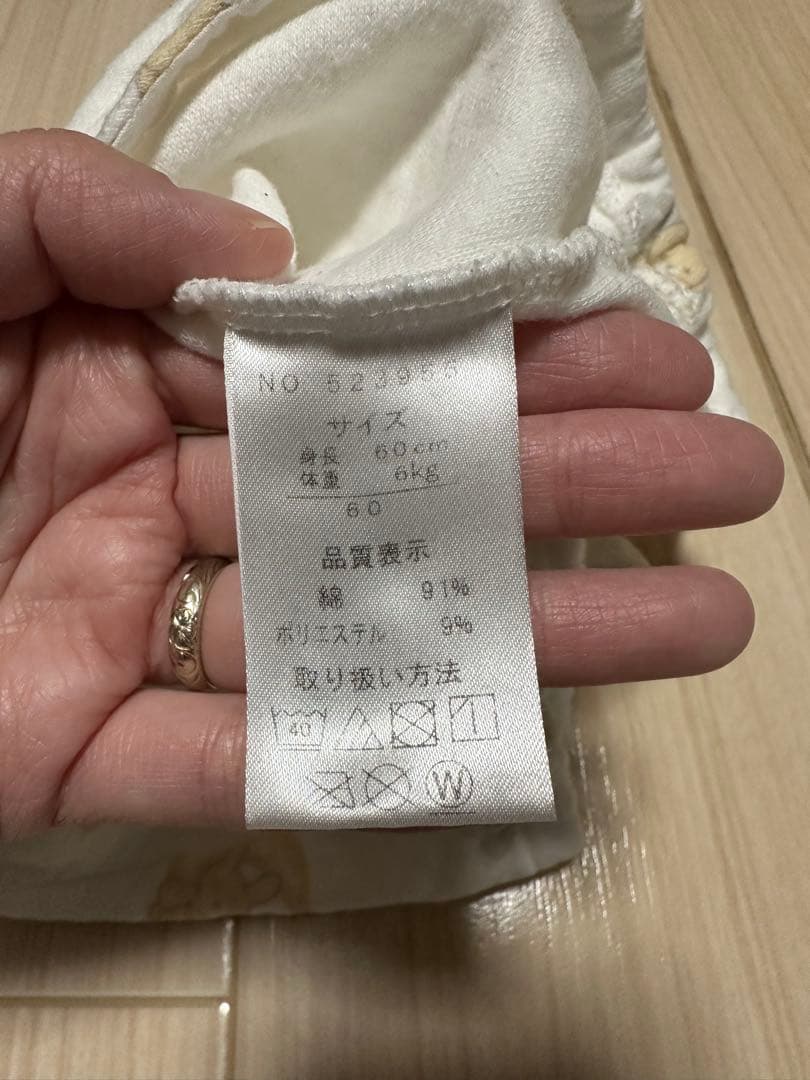 NO 523958
サイズ
身長 60cm
体重 6kg
60
品質表示
綿 91%
ポリエステル 9%
取り扱い方法
40
W